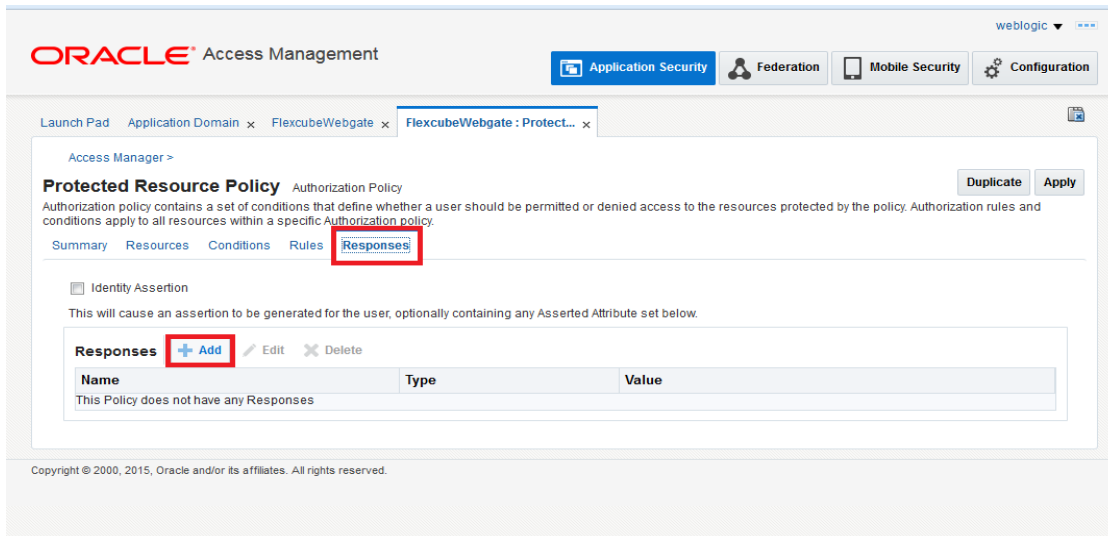 weblogic
ORACLE Access Management
Application Security Federation Mobile Security Configuration
Launch Pad Application Domain x FlexcubeWebgate x FlexcubeWebgate : Protect... x
Access Manager >
Protected Resource Policy Authorization Policy Duplicate Apply
Authorization policy contains a set of conditions that define whether a user should be permitted or denied access to the resources protected by the policy. Authorization rules and
conditions apply to all resources within a specific Authorization policy.
Summary Resources Conditions Rules Responses
Identity Assertion
This will cause an assertion to be generated for the user, optionally containing any Asserted Attribute set below.
Responses Add Edit Delete
Name Type Value
This Policy does not have any Responses
Copyright © 2000, 2015, Oracle and/or its affiliates. All rights reserved.